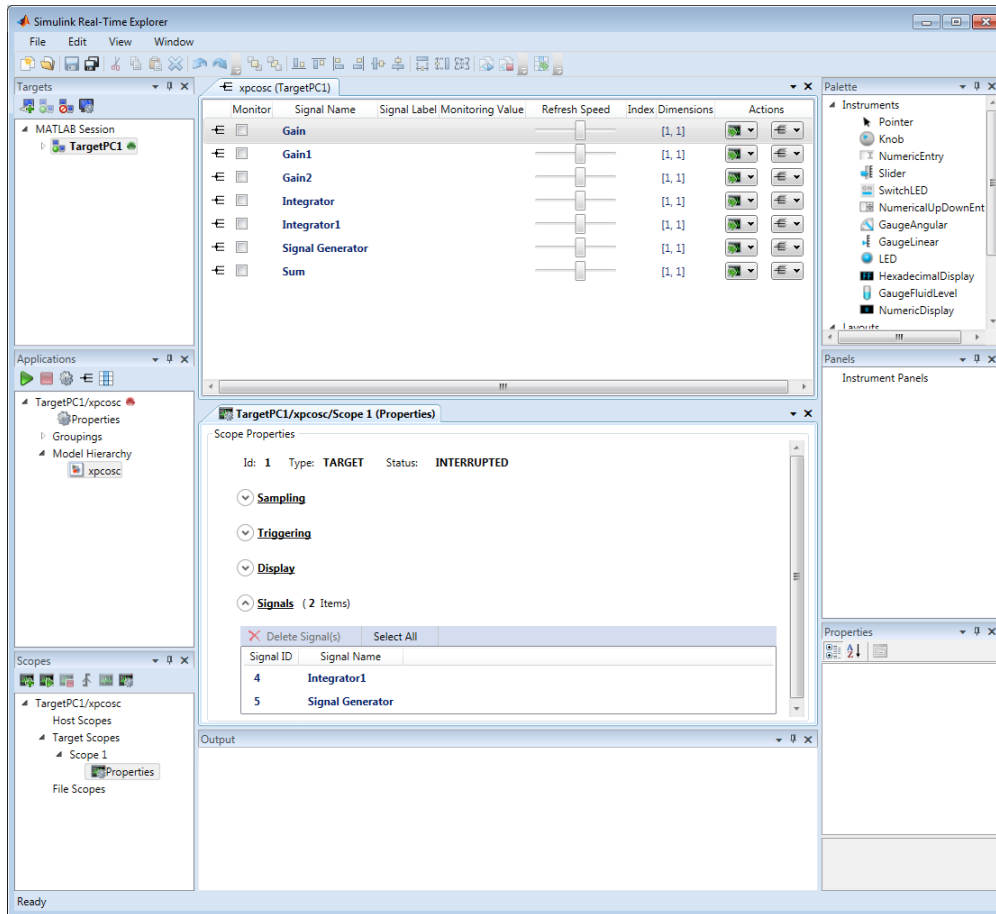 Simulink Real-Time Explorer
File Edit View Window
Targets
MATLAB Session
TargetPC1
xpcosc (TargetPC1)
Monitor Signal Name Signal Label Monitoring Value Refresh Speed Index Dimensions Actions
Gain [1, 1]
Gain1 [1, 1]
Gain2 [1, 1]
Integrator [1, 1]
Integrator1 [1, 1]
Signal Generator [1, 1]
Sum [1, 1]
Palette
Instruments
Pointer
Knob
NumericEntry
Slider
SwitchLED
NumericalUpDownEnt
GaugeAngular
GaugeLinear
LED
HexadecimalDisplay
GaugeFluidLevel
NumericDisplay
Layouts
Applications
TargetPC1/xpcosc
Properties
Groupings
Model Hierarchy
xpcosc
TargetPC1/xpcosc/Scope 1 (Properties)
Scope Properties
Id: 1 Type: TARGET Status: INTERRUPTED
Sampling
Triggering
Display
Signals ( 2 Items)
Delete Signal(s) Select All
Signal ID Signal Name
4 Integrator1
5 Signal Generator
Panels
Instrument Panels
Scopes
TargetPC1/xpcosc
Host Scopes
Target Scopes
Scope 1
Properties
File Scopes
Output
Properties
Ready